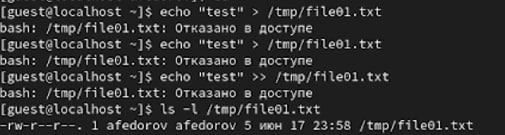 [guest@localhost ~]$ echo "test" > /tmp/file01.txt
bash: /tmp/file01.txt: Отказано в доступе
[guest@localhost ~]$ echo "test" > /tmp/file01.txt
bash: /tmp/file01.txt: Отказано в доступе
[guest@localhost ~]$ echo "test" >> /tmp/file01.txt
bash: /tmp/file01.txt: Отказано в доступе
[guest@localhost ~]$ ls -l /tmp/file01.txt
-rw-r--r--. 1 afedorov afedorov 5 июн 17 23:58 /tmp/file01.txt